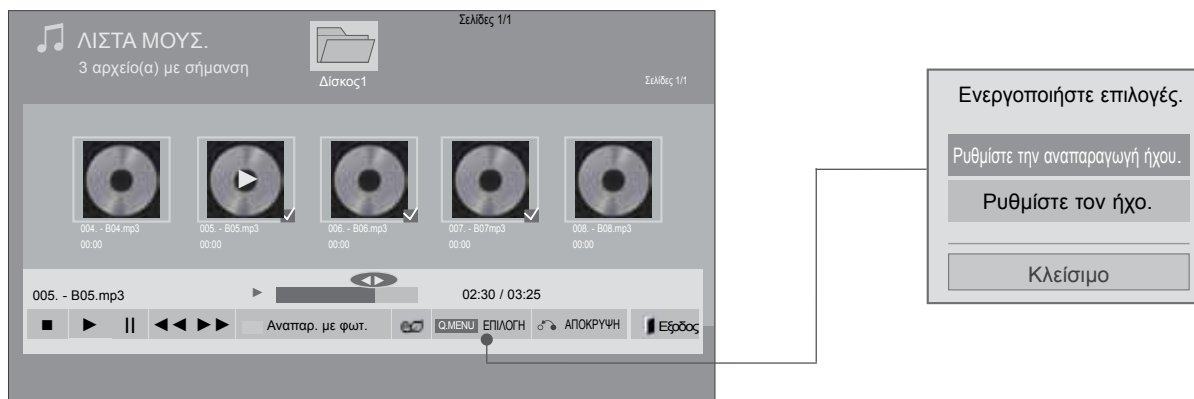 Σελίδες 1/1
ΛΙΣΤΑ ΜΟΥΣ.
3 αρχείο(α) με σήμανση
Δίσκος1
Σελίδες 1/1
004. - B04.mp3
00:00
005. - B05.mp3
00:00
006. - B06.mp3
00:00
007. - B07mp3
00:00
008. - B08.mp3
00:00
005. - B05.mp3
02:30 / 03:25
Αναπαρ. με φωτ.
Q.MENU ΕΠΙΛΟΓΗ
ΑΠΟΚΡΥΨΗ
Εξοδος
Ενεργοποιήστε επιλογές.
Ρυθμίστε την αναπαραγωγή ήχου.
Ρυθμίστε τον ήχο.
Κλείσιμο